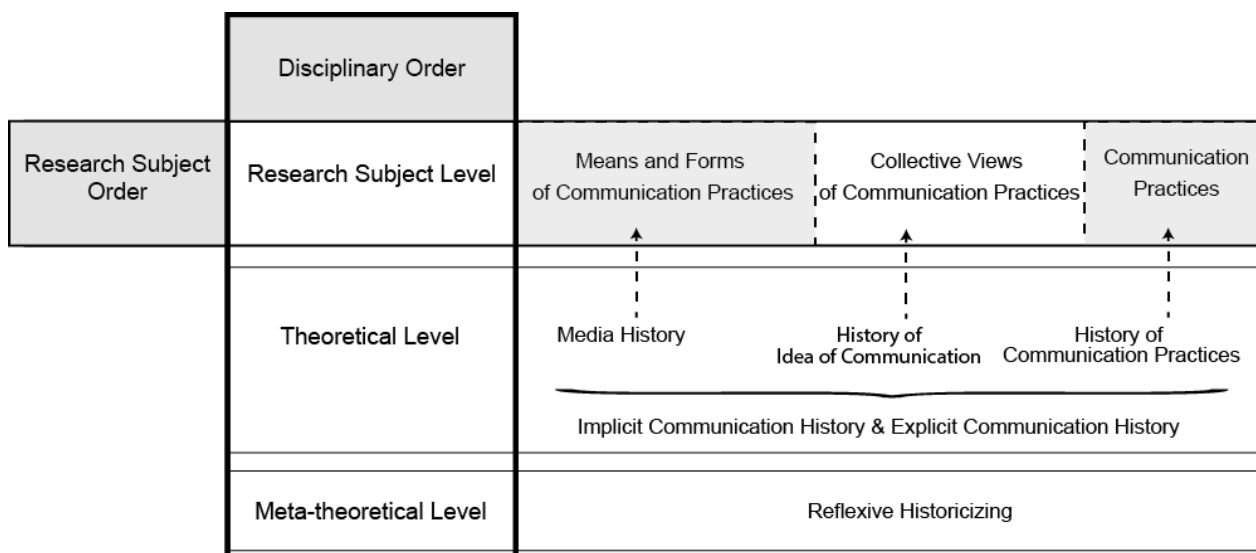 Disciplinary Order
Research Subject
Order
Research Subject Level
Means and Forms
of Communication Practices
Collective Views
of Communication Practices
Communication
Practices
Theoretical Level
Media History
History of
Idea of Communication
History of
Communication Practices
Implicit Communication History & Explicit Communication History
Meta-theoretical Level
Reflexive Historicizing